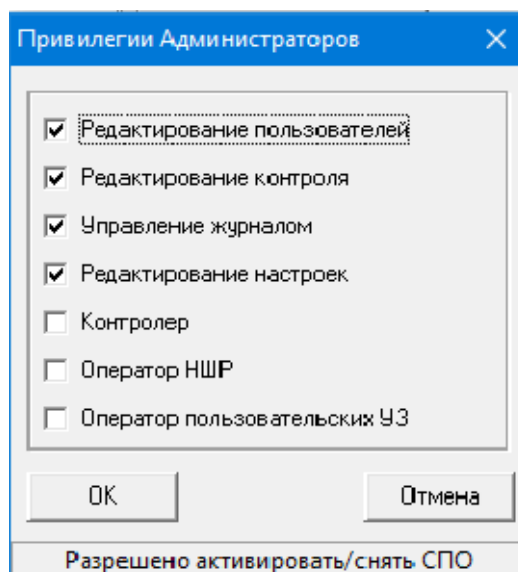 Привилегии Администраторов
Редактирование пользователей
Редактирование контроля
Управление журналом
Редактирование настроек
Контролер
Оператор НШР
Оператор пользовательских УЗ
OK
Отмена
Разрешено активировать/снять СПО